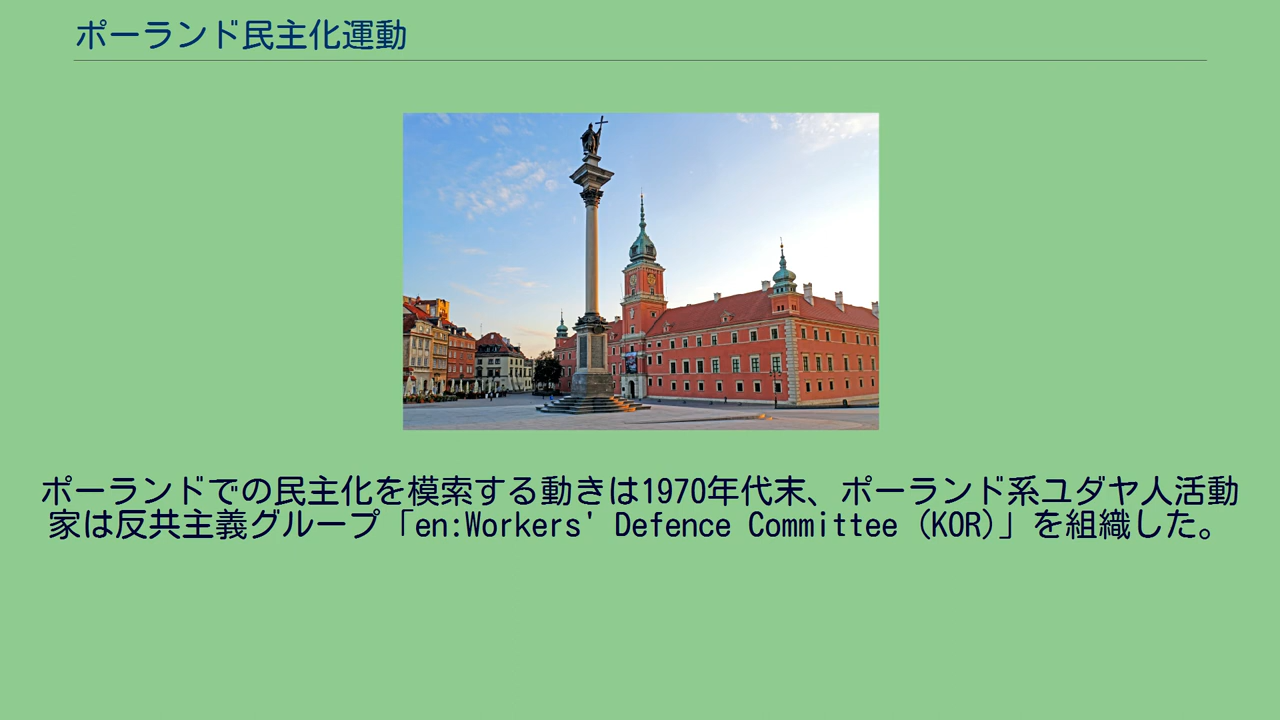 ポーランド民主化運動
ポーランドでの民主化を模索する動きは1970年代末、ポーランド系ユダヤ人活動
家は反共主義グループ「en:Workers' Defence Committee (KOR)」を組織した。